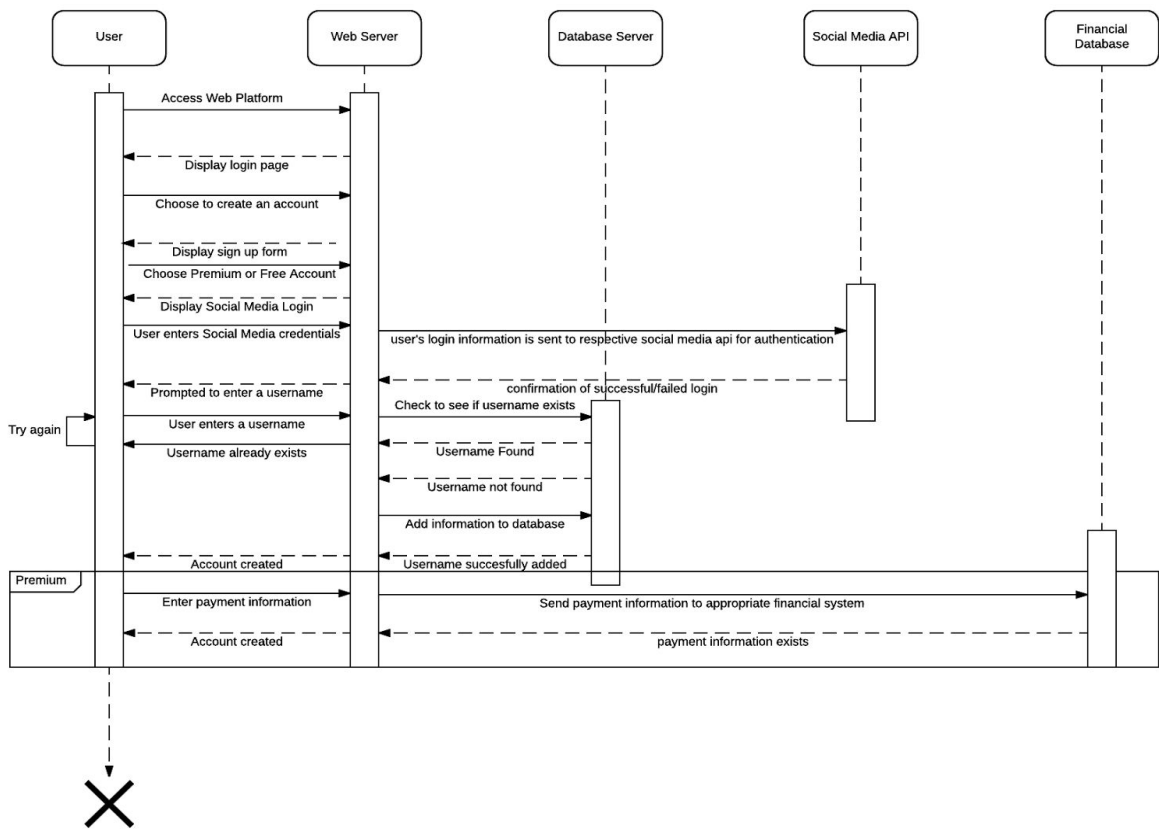 User
Web Server
Database Server
Social Media API
Financial
Database
Access Web Platform
Display login page
Choose to create an account
Display sign up form
Choose Premium or Free Account
Display Social Media Login
User enters Social Media credentials
user's login information is sent to respective social media api for authentication
confirmation of successful/failed login
Prompted to enter a username
Check to see if username exists
User enters a username
Try again
Username already exists
Username Found
Username not found
Add information to database
Account created
Username succesfully added
Premium
Enter payment information
Send payment information to appropriate financial system
Account created
payment information exists